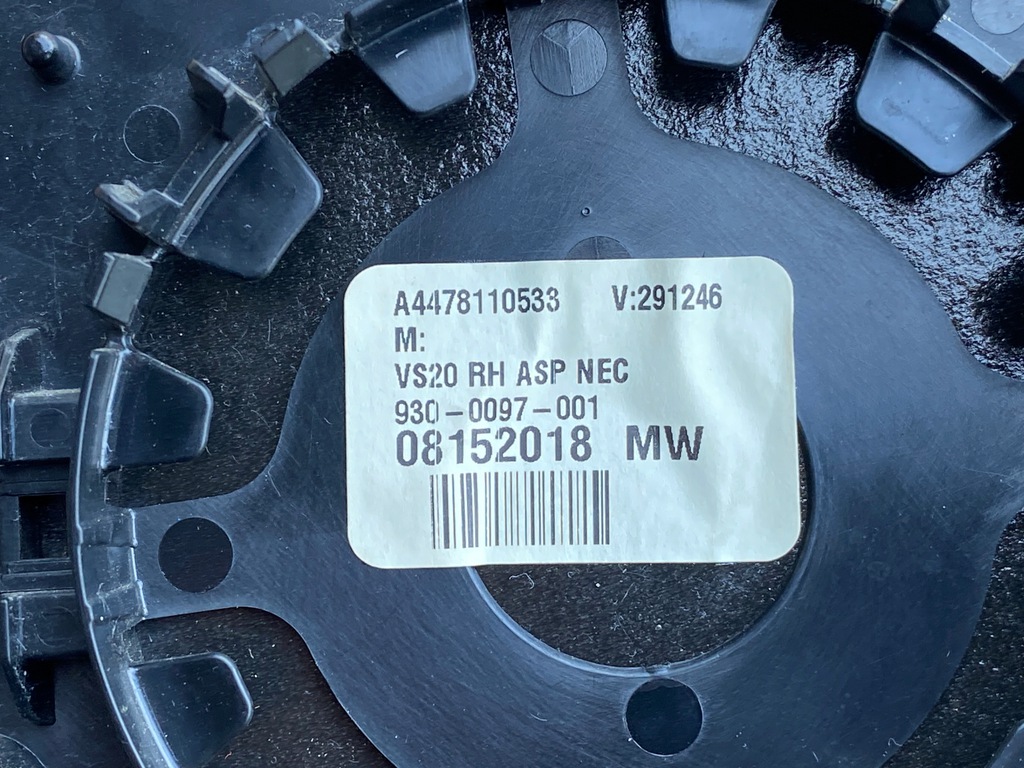 A4478110533 V:291246
M:
VS20 RH ASP NEC
930-0097-001
08152018 MW